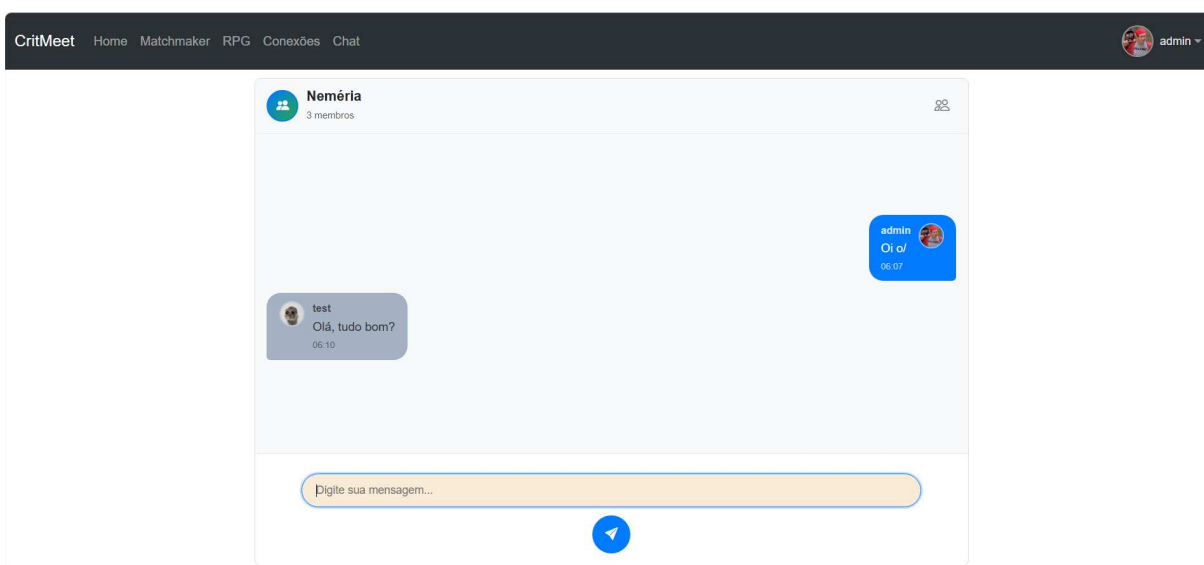 CritMeet Home Matchmaker RPG Conexões Chat admin
Neméria
3 membros
admin
Oi o/
06:07
test
Olá, tudo bom?
06:10
Digite sua mensagem...